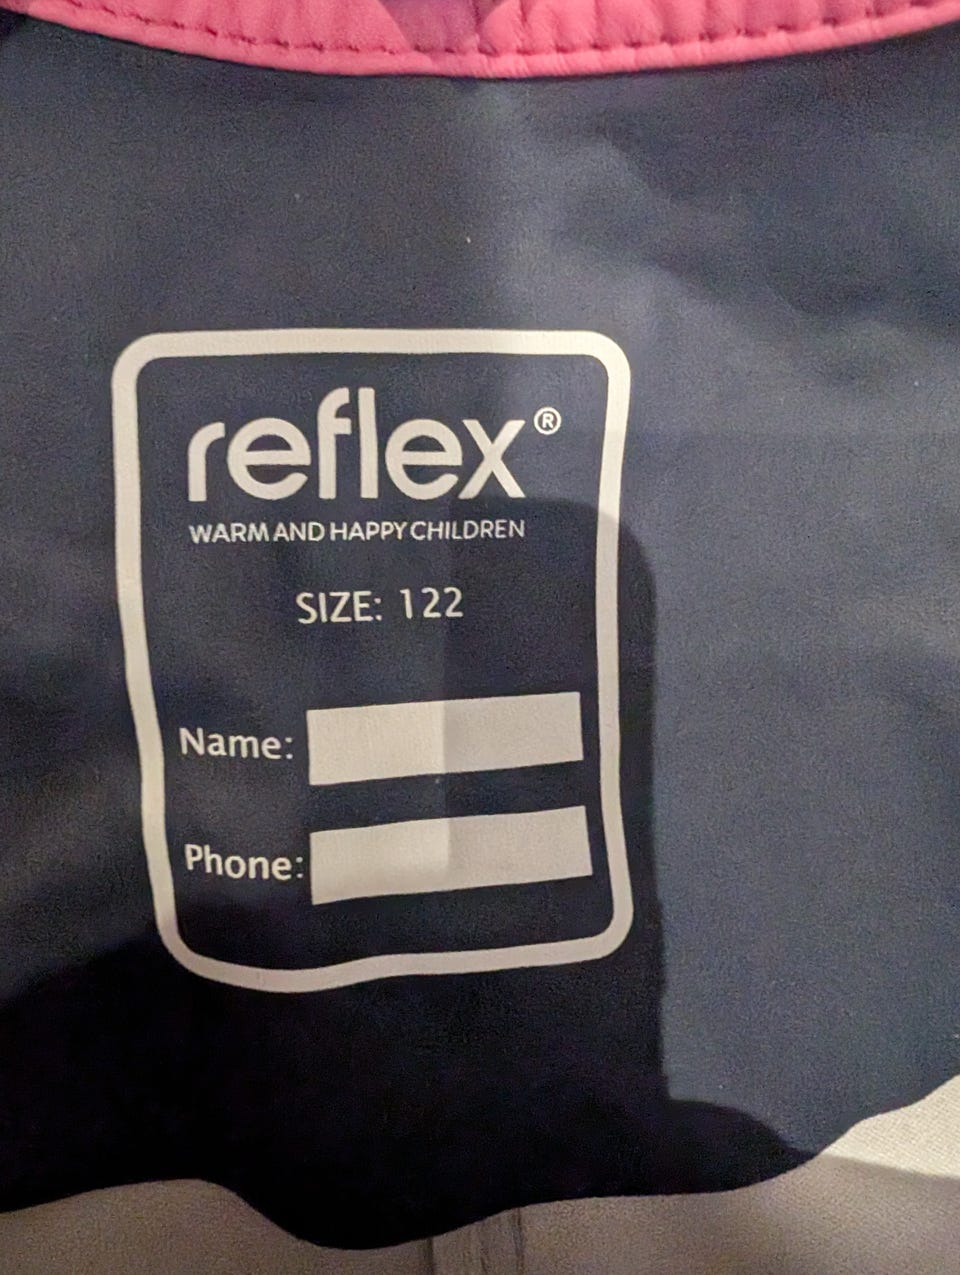 reflex®
WARM AND HAPPY CHILDREN
SIZE: 122
Name:
Phone: